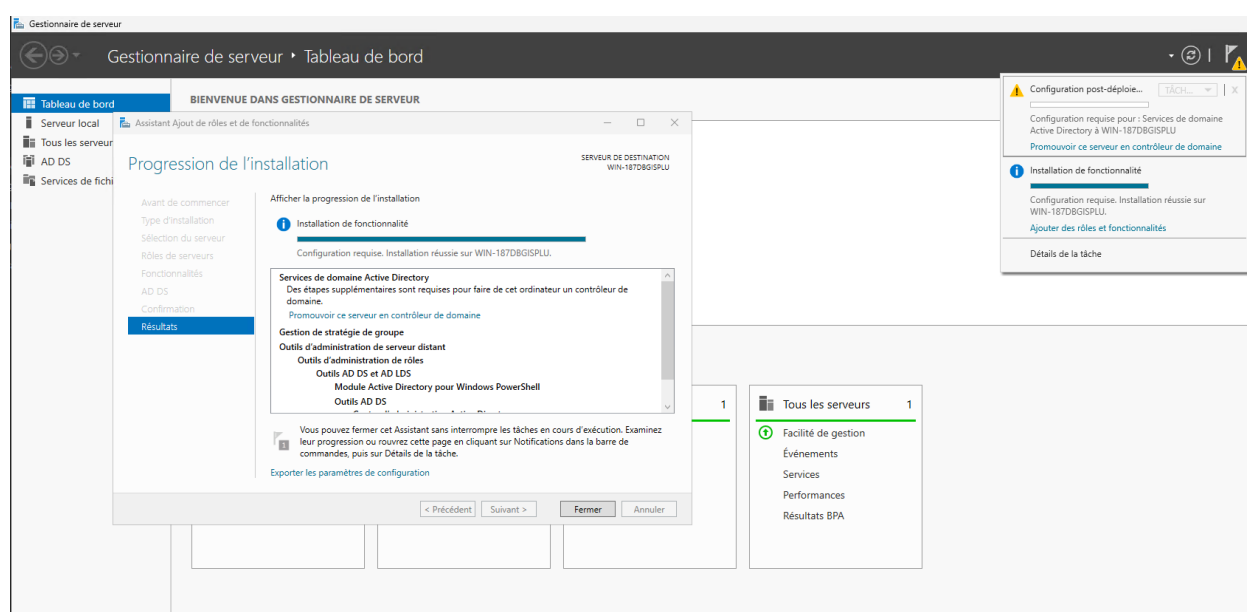 Gestionnaire de serveur
Gestionnaire de serveur • Tableau de bord
Tableau de bord
Serveur local
Tous les serveur
AD DS
Services de fichi
BIENVENUE DANS GESTIONNAIRE DE SERVEUR
Assistant Ajout de rôles et de fonctionnalités
Progression de l'installation
SERVEUR DE DESTINATION
WIN-187DBGISPLU
Avant de commencer
Type d'installation
Sélection du serveur
Rôles de serveurs
Fonctionnalités
AD DS
Confirmation
Résultats
Afficher la progression de l'installation
Installation de fonctionnalité
Configuration requise. Installation réussie sur WIN-187DBGISPLU.
Services de domaine Active Directory
Des étapes supplémentaires sont requises pour faire de cet ordinateur un contrôleur de
domaine.
Promouvoir ce serveur en contrôleur de domaine
Gestion de stratégie de groupe
Outils d'administration de serveur distant
Outils d'administration de rôles
Outils AD DS et AD LDS
Module Active Directory pour Windows PowerShell
Outils AD DS
Vous pouvez fermer cet Assistant sans interrompre les tâches en cours d'exécution. Examinez
leur progression ou rouvrez cette page en cliquant sur Notifications dans la barre de
commandes, puis sur Détails de la tâche.
1
Exporter les paramètres de configuration
< Précédent
Suivant >
Fermer
Annuler
Configuration post-déploie...
TÂCH...
X
Configuration requise pour : Services de domaine
Active Directory à WIN-187DBGISPLU
Promouvoir ce serveur en contrôleur de domaine
Installation de fonctionnalité
Configuration requise. Installation réussie sur
WIN-187DBGISPLU.
Ajouter des rôles et fonctionnalités
Détails de la tâche
1
Tous les serveurs 1
Facilité de gestion
Événements
Services
Performances
Résultats BPA